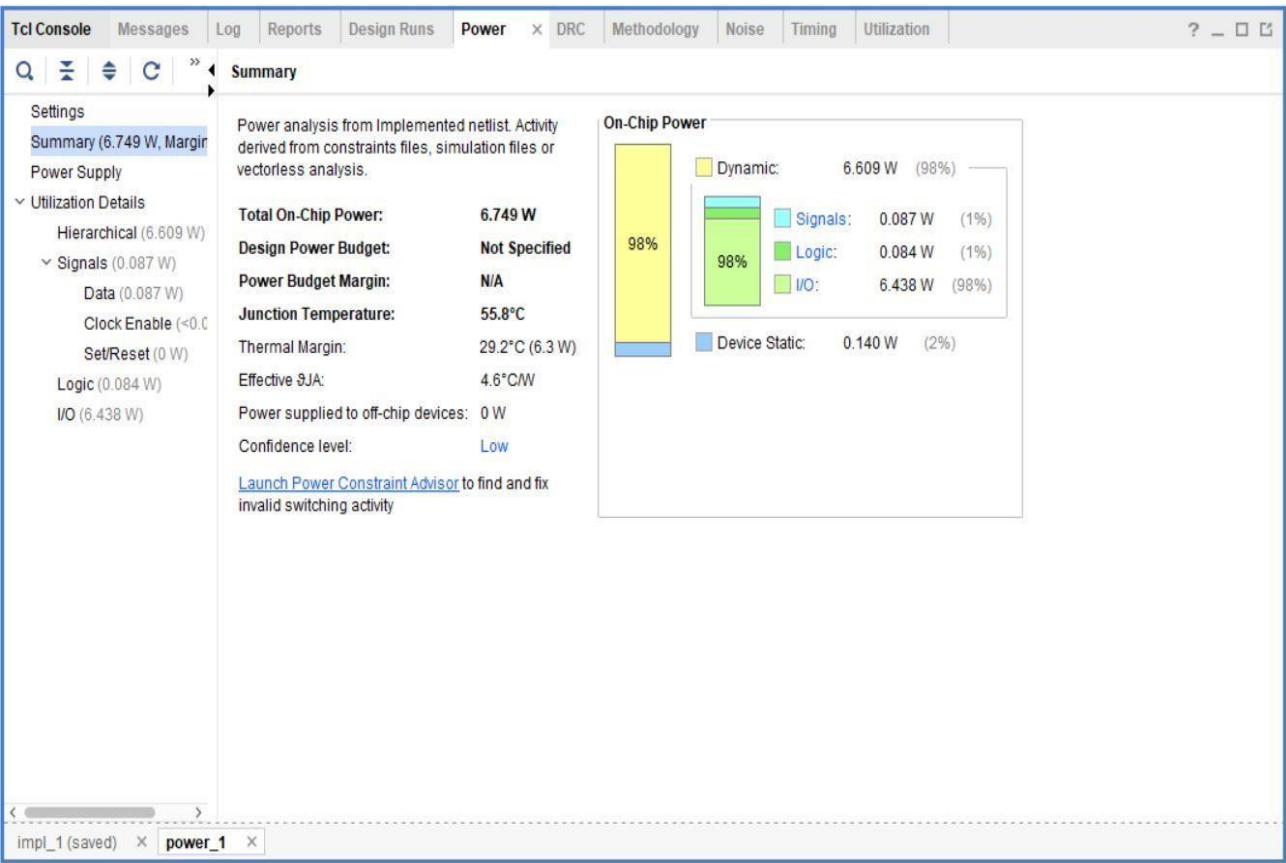 Tcl Console Messages Log Reports Design Runs Power × DRC Methodology Noise Timing Utilization ?
» Summary
Settings
Summary (6.749 W, Margin
Power Supply
Utilization Details
Hierarchical (6.609 W)
Signals (0.087 W)
Data (0.087 W)
Clock Enable (<0.0
Set/Reset (0 W)
Logic (0.084 W)
I/O (6.438 W)
Power analysis from Implemented netlist. Activity
derived from constraints files, simulation files or
vectorless analysis.
Total On-Chip Power: 6.749 W
Design Power Budget: Not Specified
Power Budget Margin: N/A
Junction Temperature: 55.8°C
Thermal Margin: 29.2°C (6.3 W)
Effective ϑJA: 4.6°C/W
Power supplied to off-chip devices: 0 W
Confidence level: Low
Launch Power Constraint Advisor to find and fix
invalid switching activity
On-Chip Power
Dynamic: 6.609 W (98%)
Signals: 0.087 W (1%)
98%
Logic: 0.084 W (1%)
98%
I/O: 6.438 W (98%)
Device Static: 0.140 W (2%)
impl_1 (saved) × power_1 ×